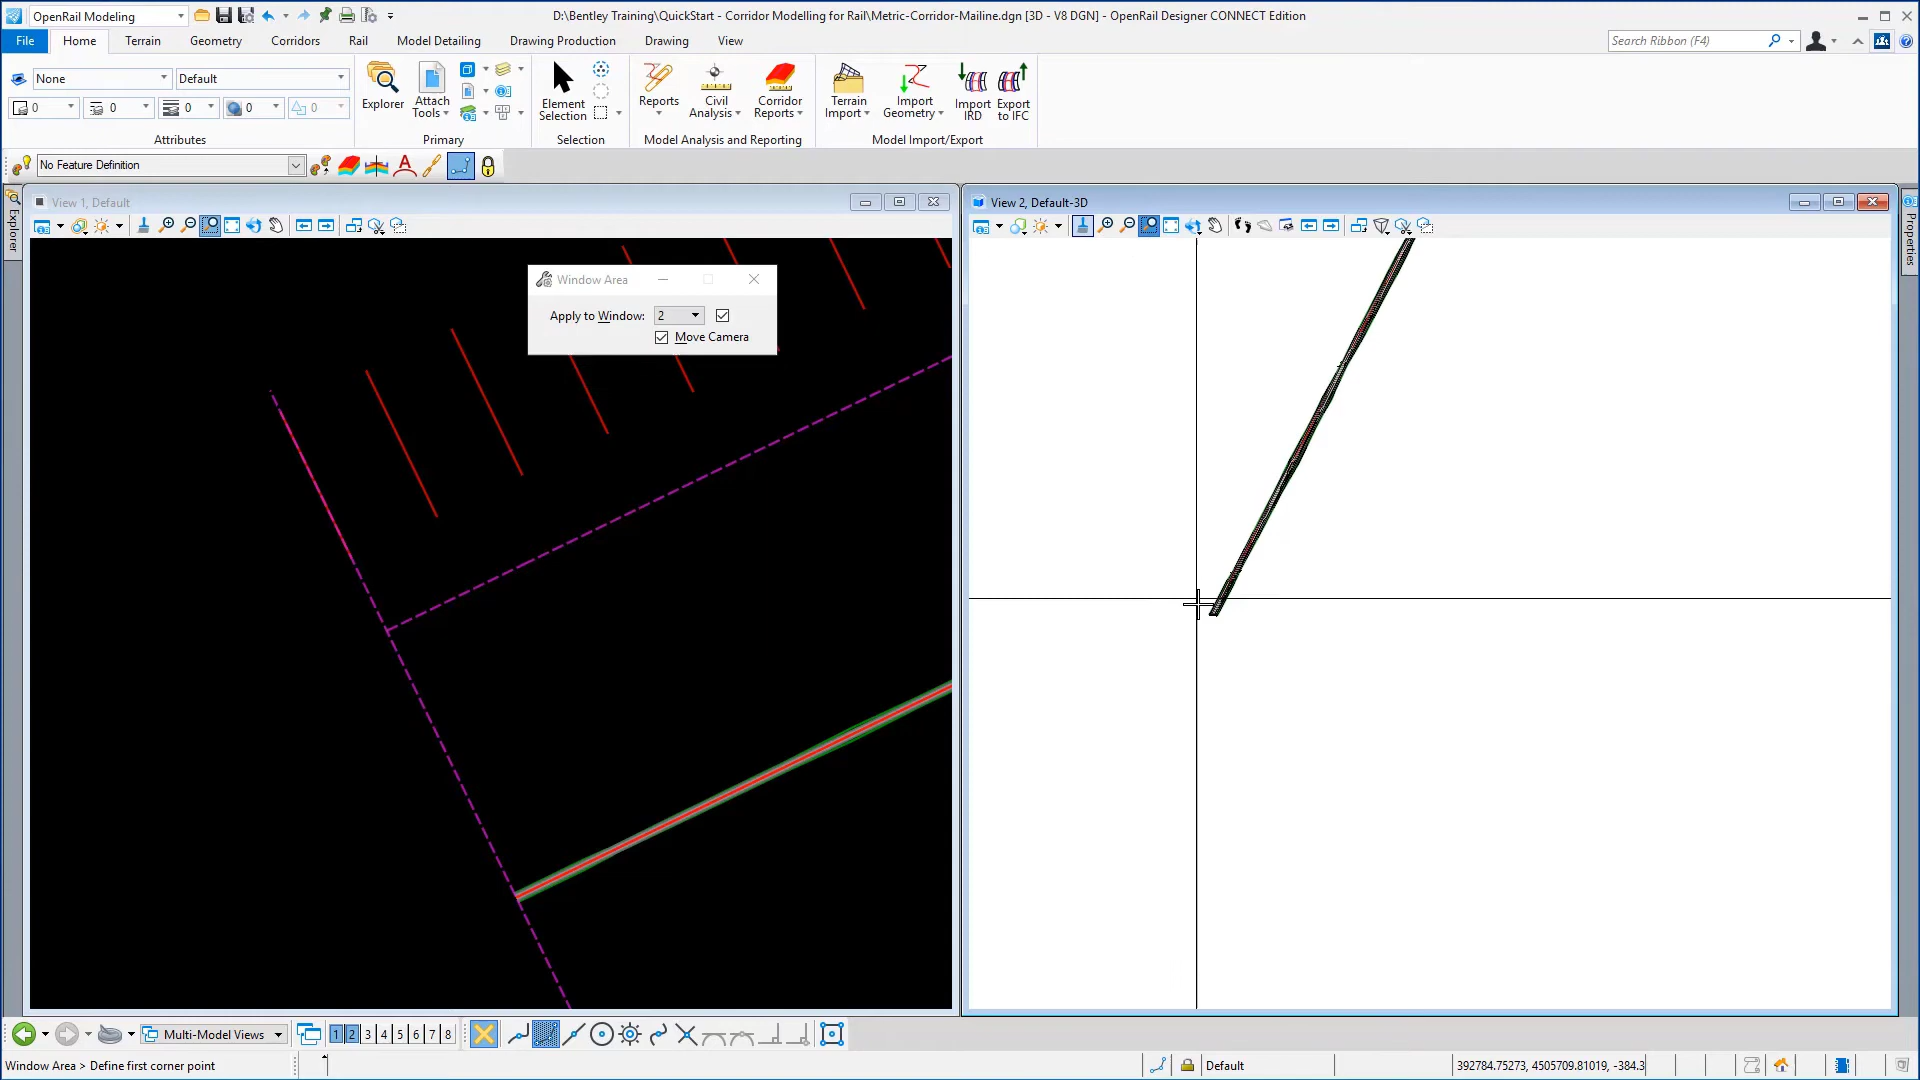 OpenRail Modeling
D:\Bentley Training\QuickStart - Corridor Modelling for Rail\Metric-Corridor-Mailine.dgn [3D - V8 DGN] - OpenRail Designer CONNECT Edition
File Home Terrain Geometry Corridors Rail Model Detailing Drawing Production Drawing View
Search Ribbon (F4)
None Default
0 0 0 0 0
Explorer
Attach Tools
Element Selection
Reports
Civil Analysis
Corridor Reports
Terrain Import
Import Geometry
Import IRD
Export to IFC
Attributes Primary Selection Model Analysis and Reporting Model Import/Export
No Feature Definition
Explorer
View 1, Default
View 2, Default-3D
Properties
Window Area
Apply to Window: 2
Move Camera
Multi-Model Views
1 2 3 4 5 6 7 8
Window Area > Define first corner point
Default
392784.75273, 4505709.81019, -384.3